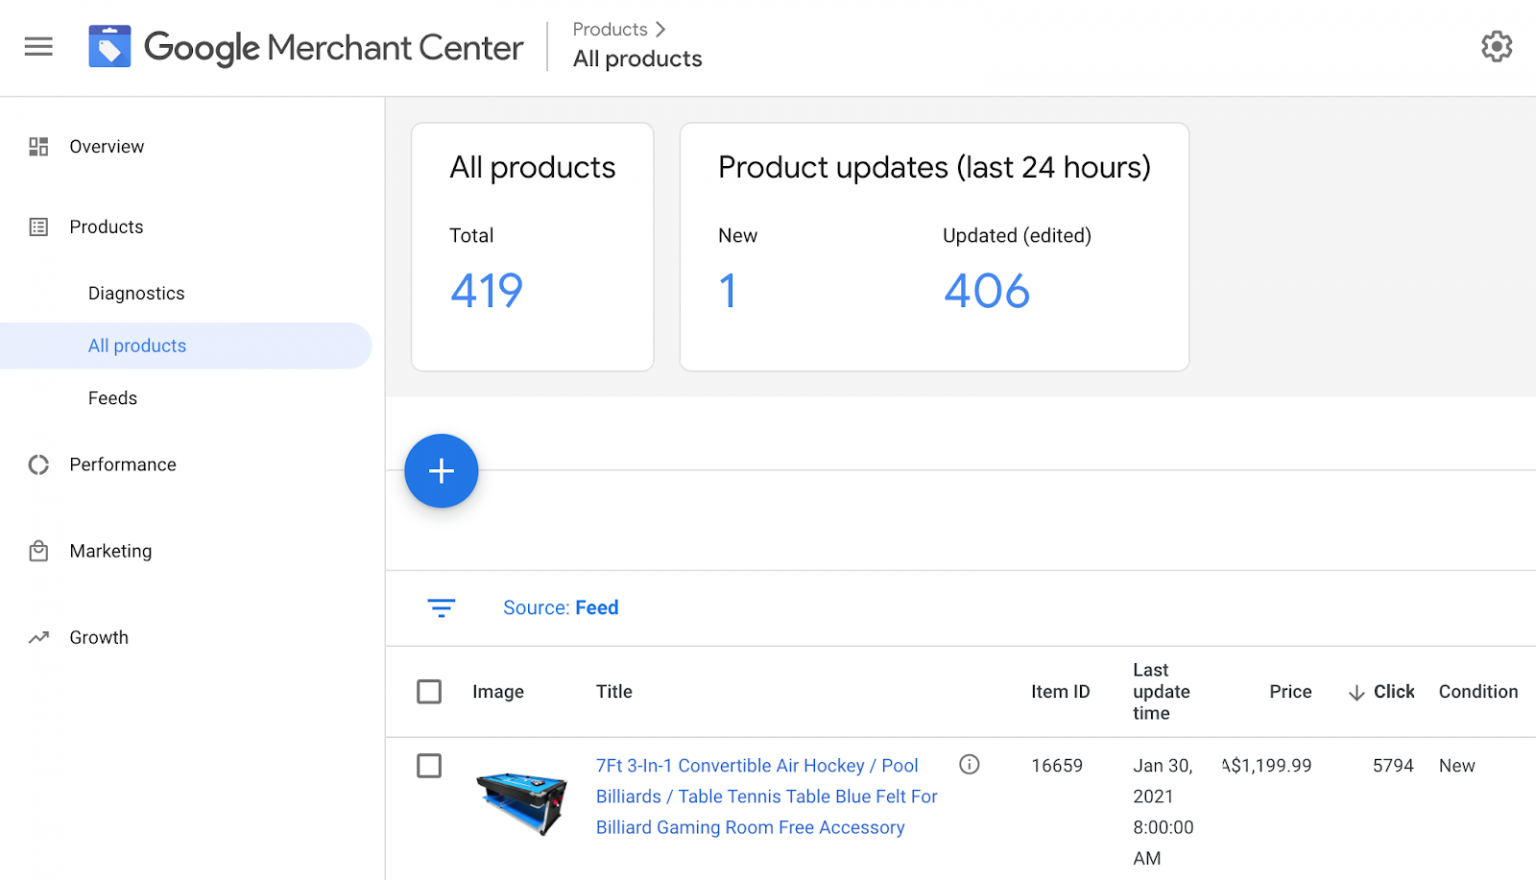 Google Merchant Center
Products
All products
Overview
Products
Diagnostics
All products
Feeds
Performance
Marketing
Growth
All products
Total
419
Product updates (last 24 hours)
New
Updated (edited)
1
406
+
Source: Feed
Image
Title
Item ID
Last
update
time
Price
Click
Condition
7Ft 3-In-1 Convertible Air Hockey / Pool
Billiards / Table Tennis Table Blue Felt For
Billiard Gaming Room Free Accessory
16659
Jan 30,
2021
8:00:00
AM
A$1,199.99
5794
New